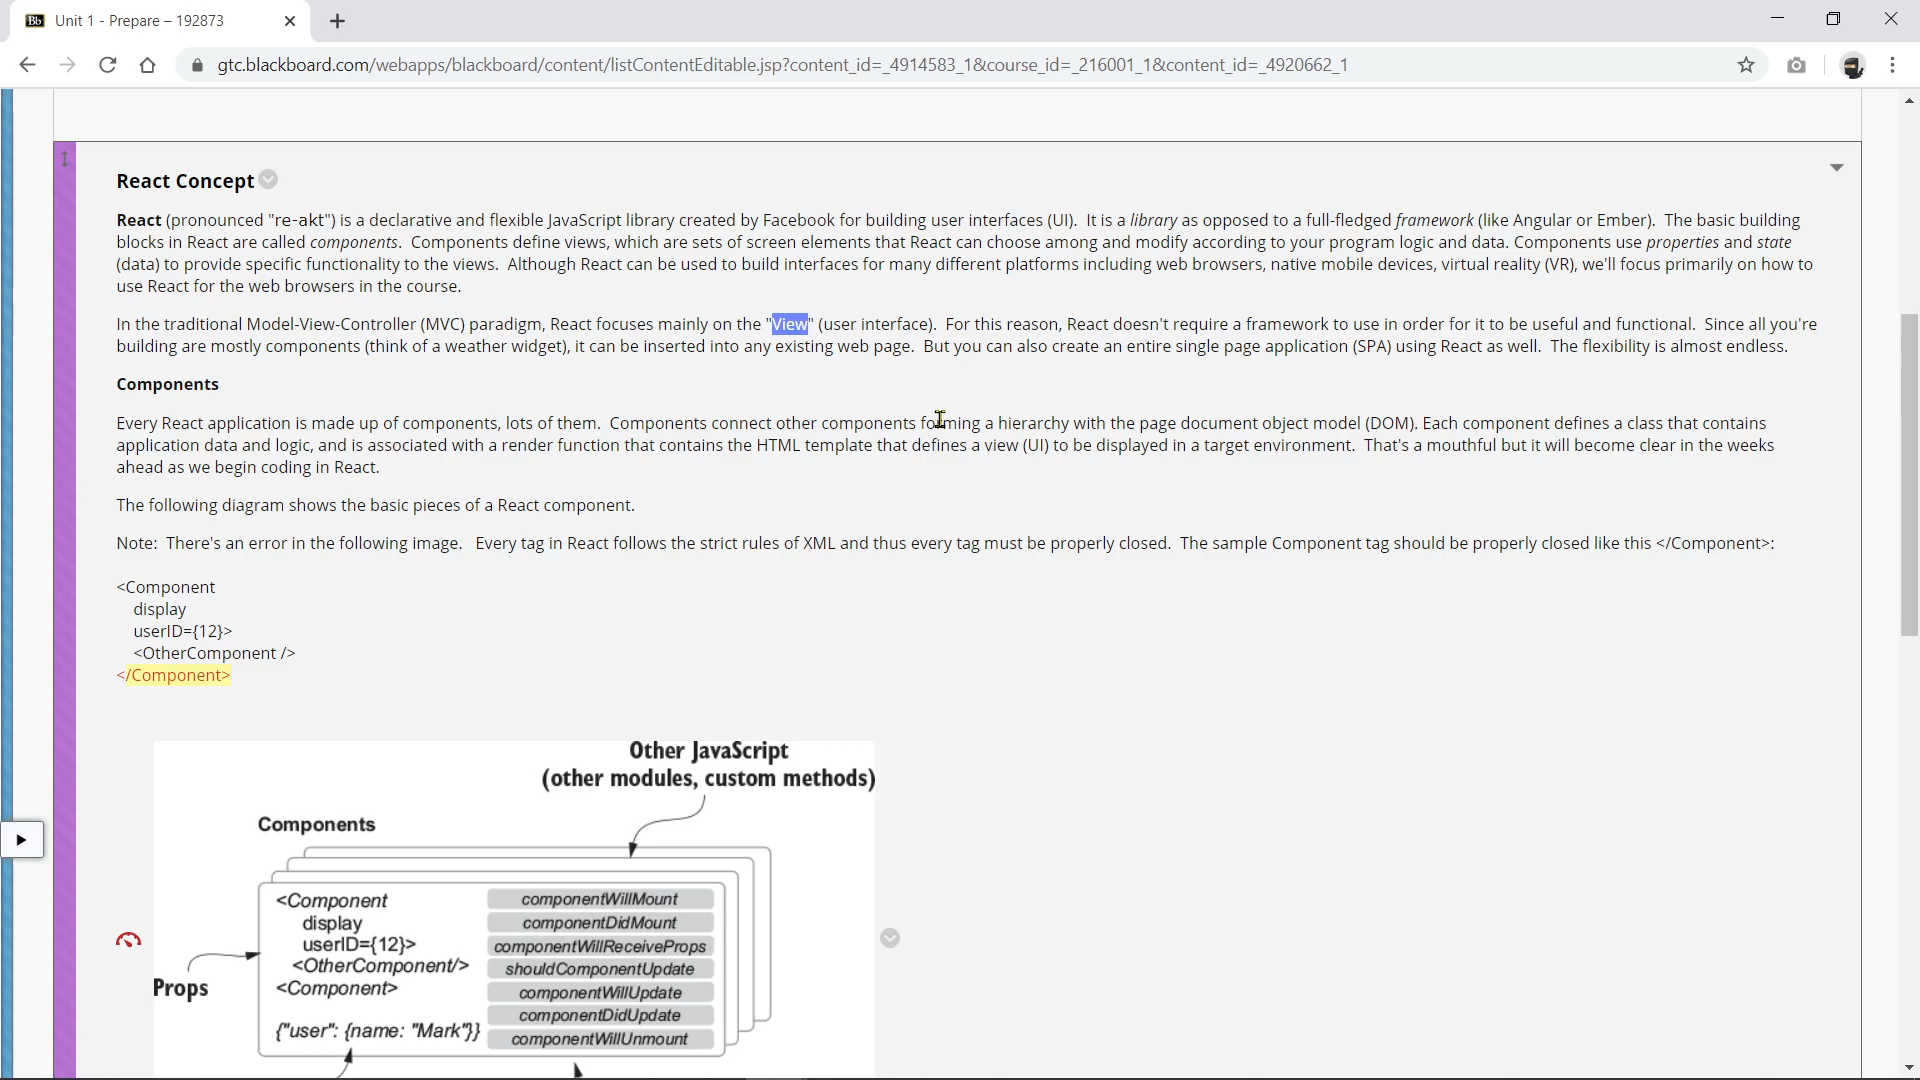 Bb Unit 1 - Prepare – 192873
gtc.blackboard.com/webapps/blackboard/content/listContentEditable.jsp?content_id=_4914583_1&course_id=_216001_1&content_id=_4920662_1
React Concept
React (pronounced "re-akt") is a declarative and flexible JavaScript library created by Facebook for building user interfaces (UI). It is a library as opposed to a full-fledged framework (like Angular or Ember). The basic building
blocks in React are called components. Components define views, which are sets of screen elements that React can choose among and modify according to your program logic and data. Components use properties and state
(data) to provide specific functionality to the views. Although React can be used to build interfaces for many different platforms including web browsers, native mobile devices, virtual reality (VR), we'll focus primarily on how to
use React for the web browsers in the course.
In the traditional Model-View-Controller (MVC) paradigm, React focuses mainly on the "View" (user interface). For this reason, React doesn't require a framework to use in order for it to be useful and functional. Since all you're
building are mostly components (think of a weather widget), it can be inserted into any existing web page. But you can also create an entire single page application (SPA) using React as well. The flexibility is almost endless.
Components
Every React application is made up of components, lots of them. Components connect other components forming a hierarchy with the page document object model (DOM). Each component defines a class that contains
application data and logic, and is associated with a render function that contains the HTML template that defines a view (UI) to be displayed in a target environment. That's a mouthful but it will become clear in the weeks
ahead as we begin coding in React.
The following diagram shows the basic pieces of a React component.
Note: There's an error in the following image. Every tag in React follows the strict rules of XML and thus every tag must be properly closed. The sample Component tag should be properly closed like this </Component>:
<Component
display
userID={12}>
<OtherComponent />
</Component>
Other JavaScript
(other modules, custom methods)
Components
<Component
display
userID={12}>
<OtherComponent/>
<Component>
{"user": {name: "Mark"}}
componentWillMount
componentDidMount
componentWillReceiveProps
shouldComponentUpdate
componentWillUpdate
componentDidUpdate
componentWillUnmount
Props